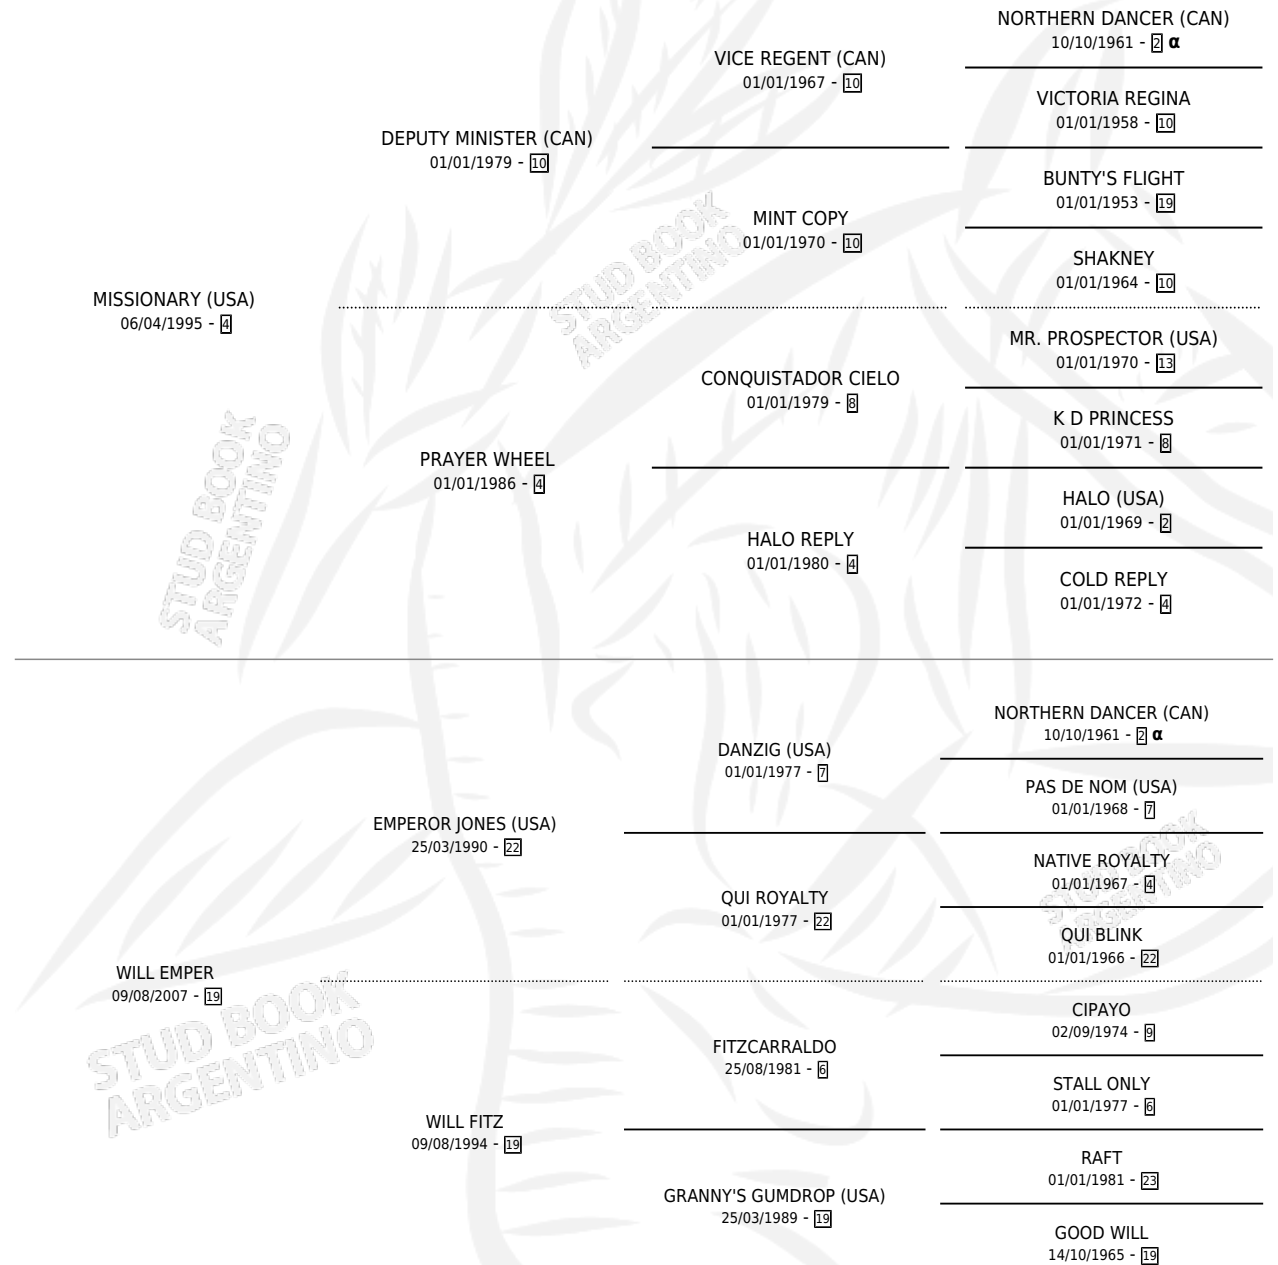 NORTHERN DANCER (CAN)
10/10/1961 - 2 α
VICE REGENT (CAN)
01/01/1967 - 10
VICTORIA REGINA
01/01/1958 - 10
DEPUTY MINISTER (CAN)
01/01/1979 - 10
BUNTY'S FLIGHT
01/01/1953 - 19
MINT COPY
01/01/1970 - 10
SHAKNEY
01/01/1964 - 10
MISSIONARY (USA)
06/04/1995 - 4
MR. PROSPECTOR (USA)
01/01/1970 - 13
CONQUISTADOR CIELO
01/01/1979 - 8
K D PRINCESS
01/01/1971 - 8
PRAYER WHEEL
01/01/1986 - 4
HALO (USA)
01/01/1969 - 2
HALO REPLY
01/01/1980 - 4
COLD REPLY
01/01/1972 - 4
NORTHERN DANCER (CAN)
10/10/1961 - 2 α
DANZIG (USA)
01/01/1977 - 7
PAS DE NOM (USA)
01/01/1968 - 7
EMPEROR JONES (USA)
25/03/1990 - 22
NATIVE ROYALTY
01/01/1967 - 4
QUI ROYALTY
01/01/1977 - 22
QUI BLINK
01/01/1966 - 22
WILL EMPER
09/08/2007 - 19
CIPAYO
02/09/1974 - 9
FITZCARRALDO
25/08/1981 - 6
STALL ONLY
01/01/1977 - 6
WILL FITZ
09/08/1994 - 19
RAFT
01/01/1981 - 23
GRANNY'S GUMDROP (USA)
25/03/1989 - 19
GOOD WILL
14/10/1965 - 19
STUD BOOK
ARGENTINO
STUD BOOK
ARGENTINO
STUD BOOK
ARGENTINO
STUD BOOK
ARGENTINO